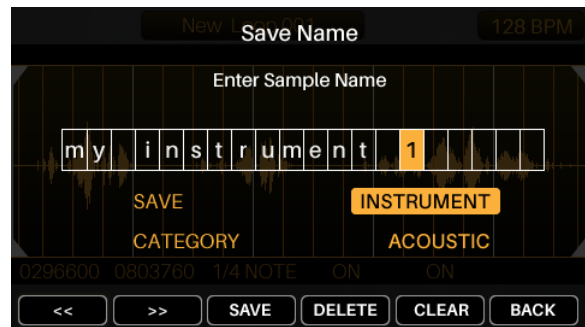 New Loop 001 128 BPM
Save Name
Enter Sample Name
my instrument 1
SAVE INSTRUMENT
CATEGORY ACOUSTIC
0296600 0803760 1/4 NOTE ON ON
<< >> SAVE DELETE CLEAR BACK